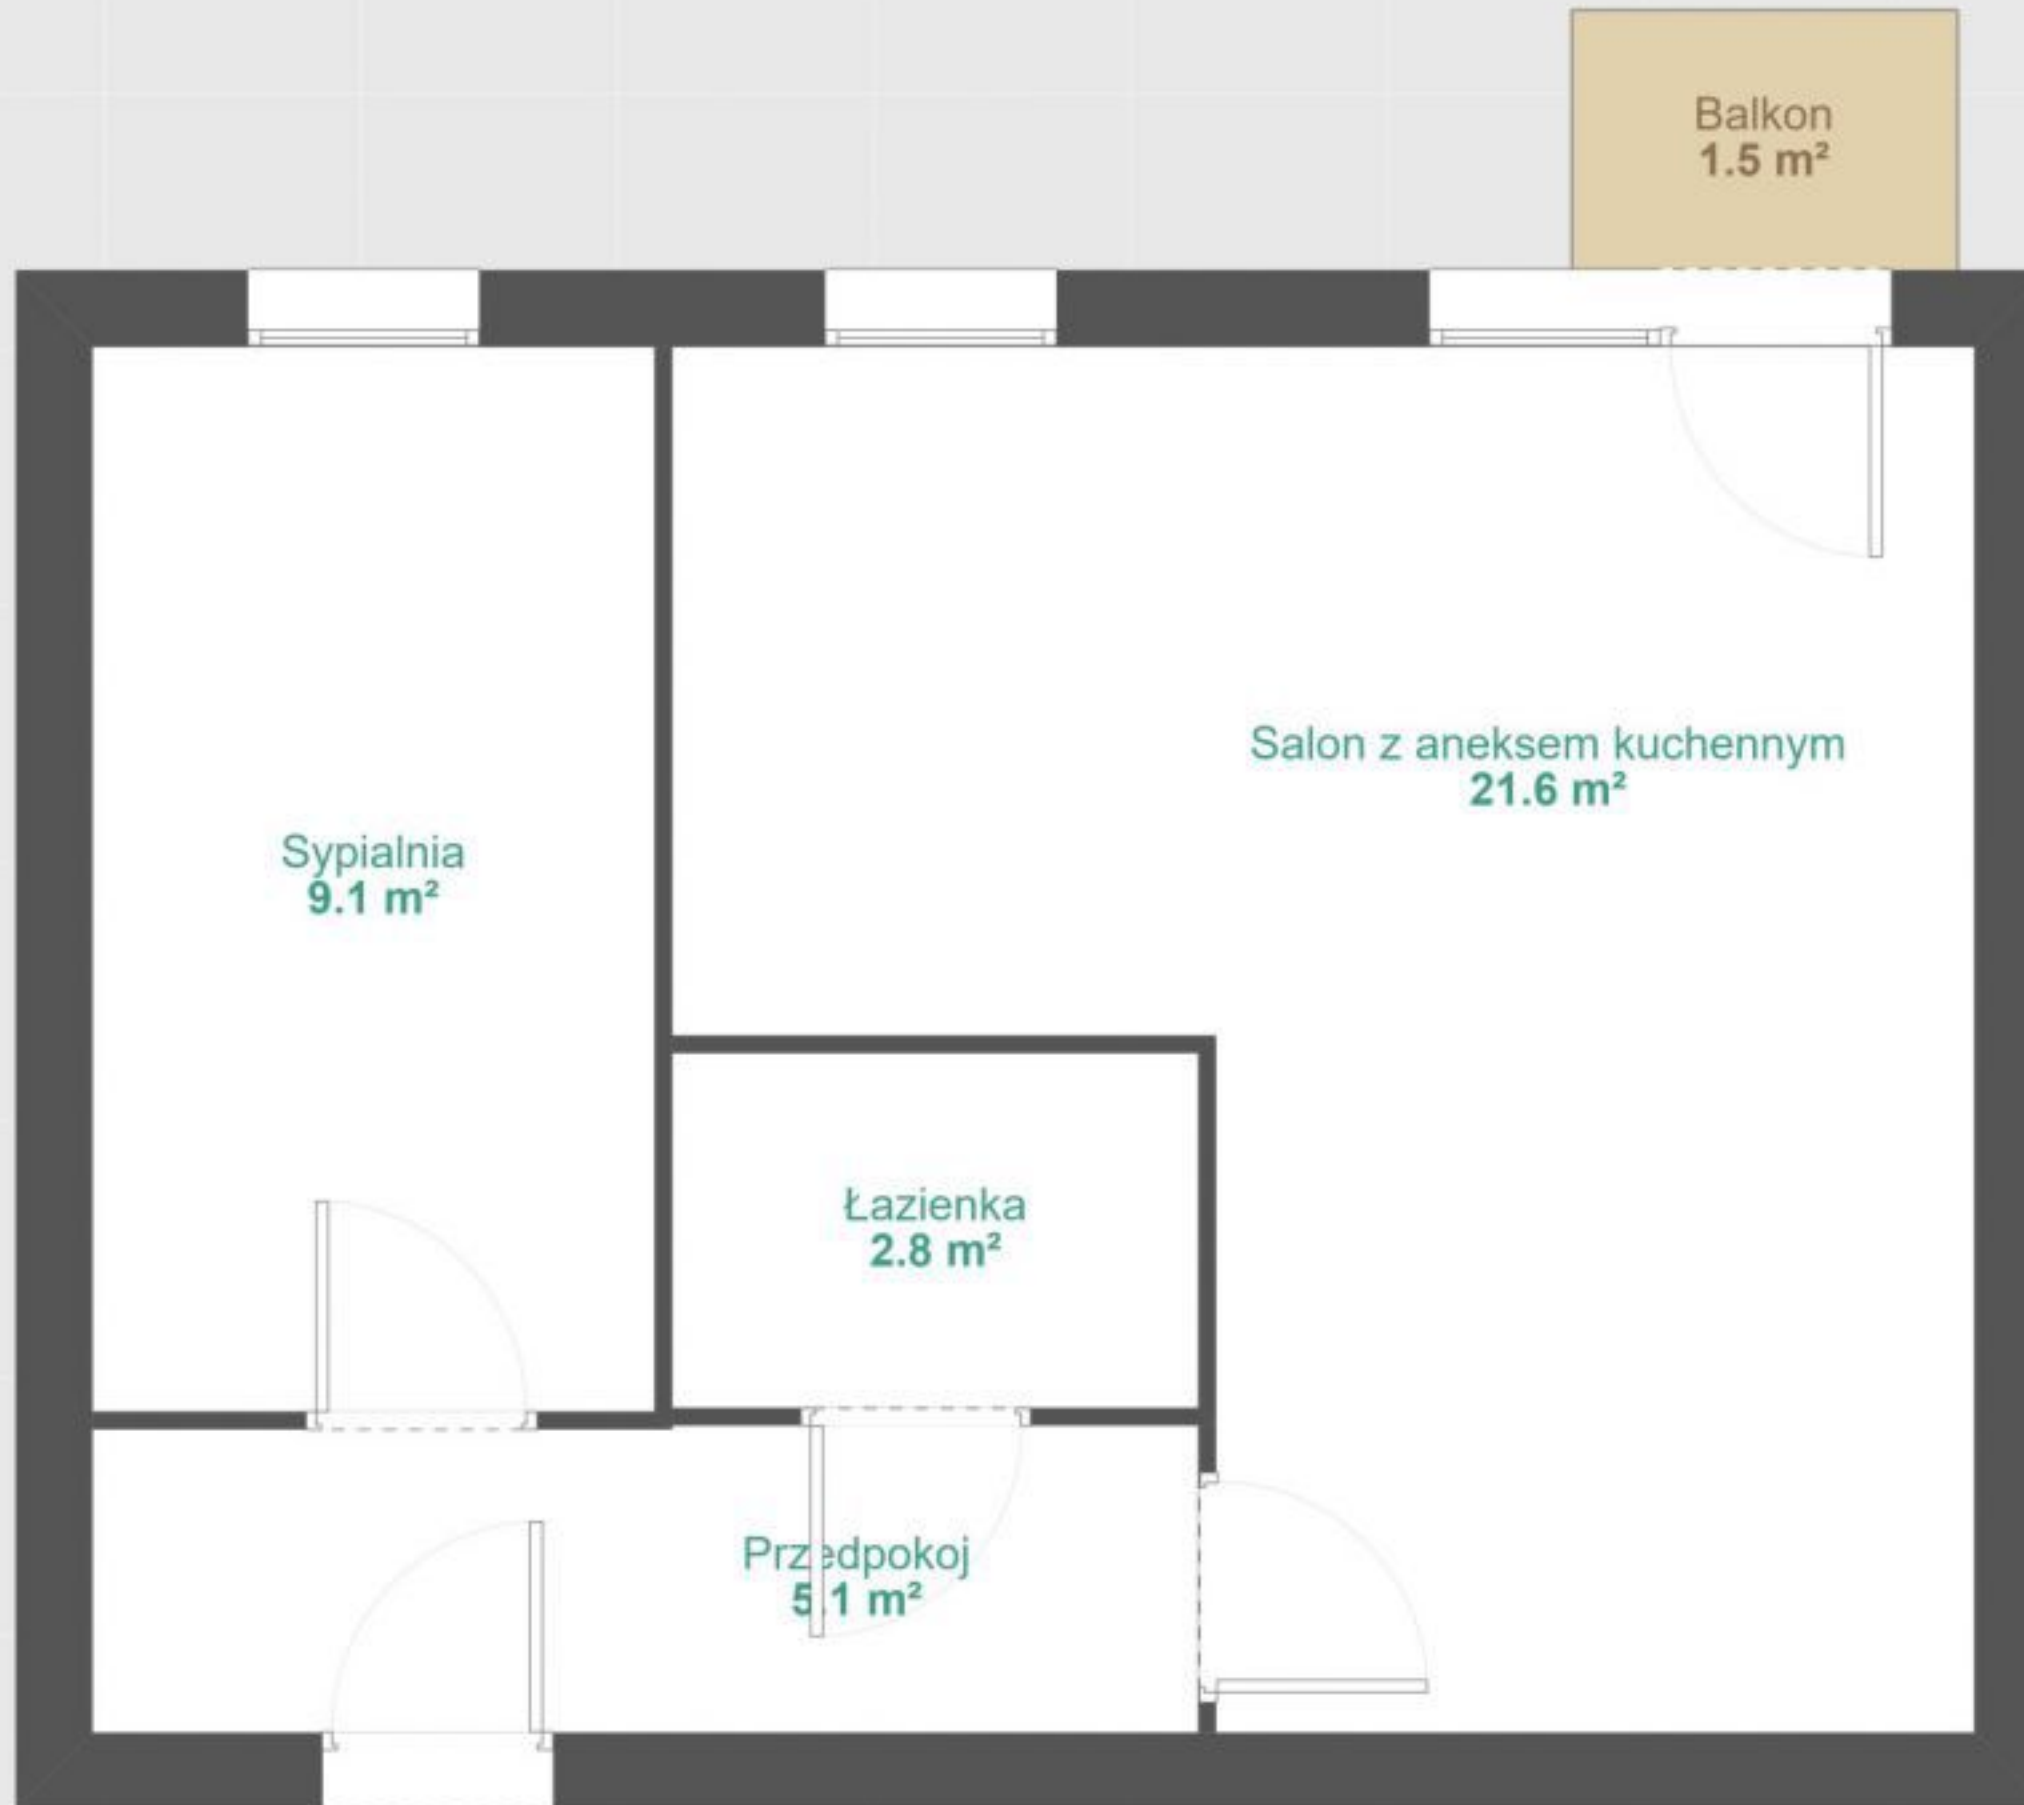 Balkon
1.5 m²
Salon z aneksem kuchennym
21.6 m²
Sypialnia
9.1 m²
Łazienka
2.8 m²
Przedpokoj
5.1 m²